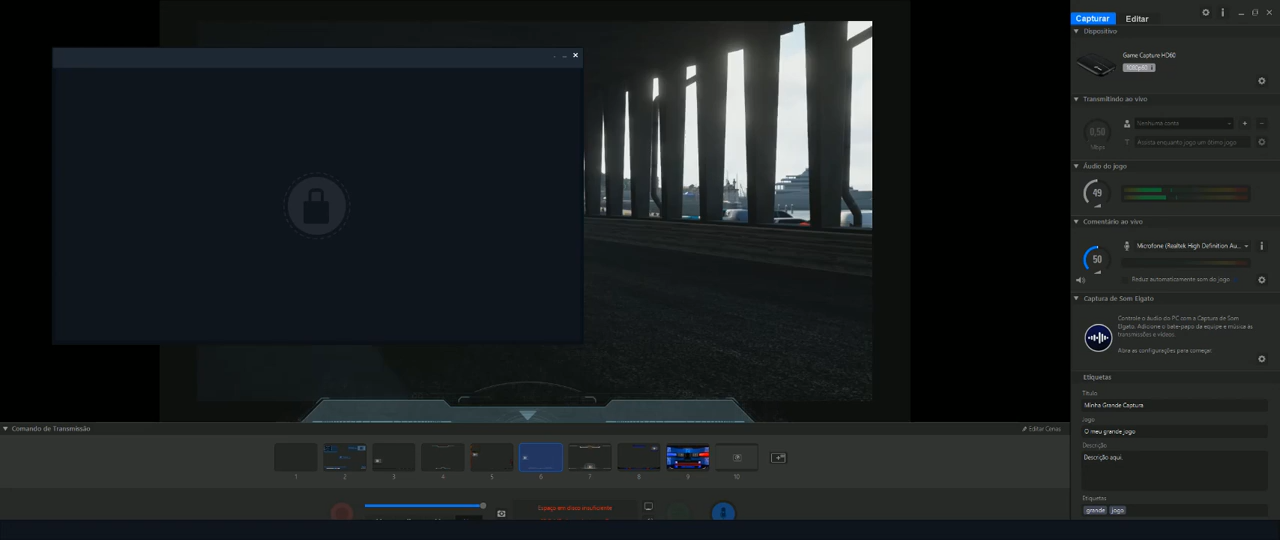 Capturar Editar
Dispositivo
Game Capture HD60
1080p60
Transmitindo ao vivo
0,50
Mbps
Nenhuma conta
Assista enquanto jogo um ótimo jogo
Áudio do jogo
49
Comentário ao vivo
50
Microfone (Realtek High Definition Au...
Reduz automaticamente som do jogo
Captura de Som Elgato
Controle o áudio do PC com a Captura de Som
Elgato. Adicione o bate-papo da equipe e música às
transmissões e vídeos.
Abra as configurações para começar.
Etiquetas
Título
Minha Grande Captura
Jogo
O meu grande jogo
Descrição
Descrição aqui.
Etiquetas
grande jogo
Comando de Transmissão
Editar Cenas
1 2 3 4 5 6 7 8 9 10
Espaço em disco insuficiente